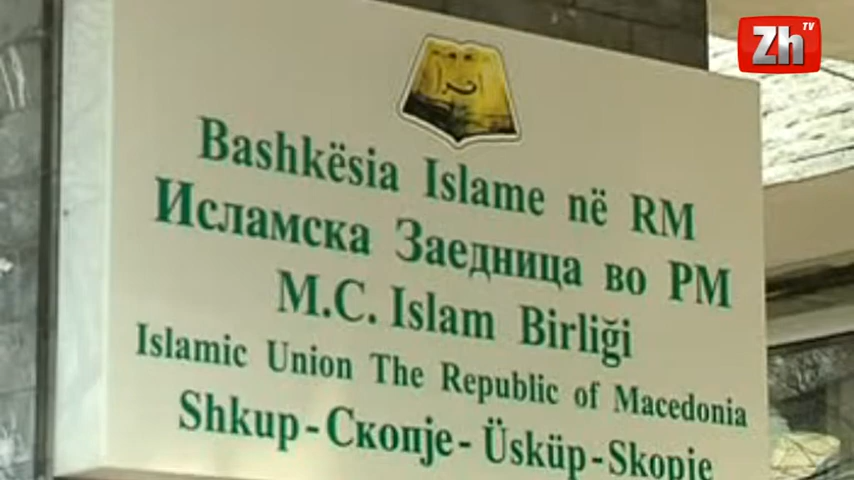 Zh TV
اقرا
Bashkësia Islame në RM
Исламска Заедница во РМ
M.C. Islam Birliği
Islamic Union The Republic of Macedonia
Shkup-Скопје-Üsküp-Skopje